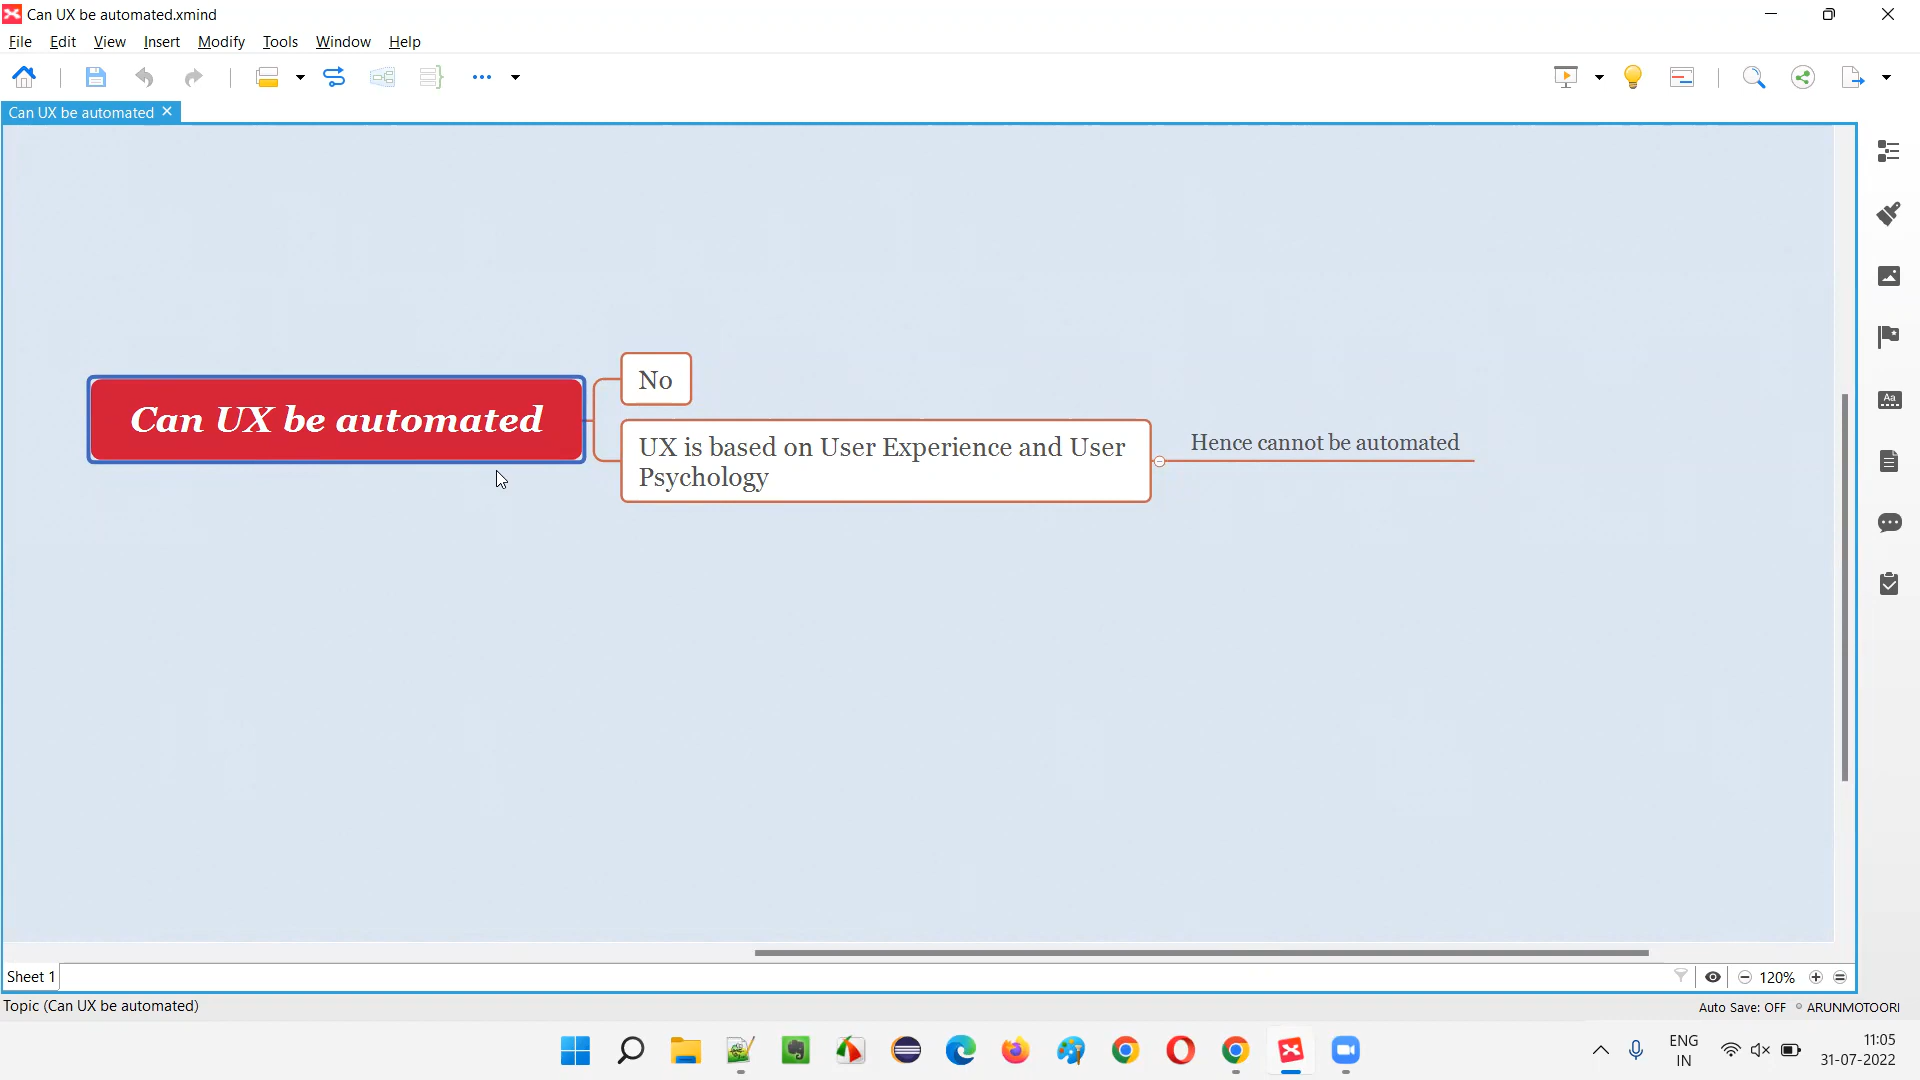 Can UX be automated.xmind
File Edit View Insert Modify Tools Window Help
Can UX be automated
No
Can UX be automated
UX is based on User Experience and User
Psychology
Hence cannot be automated
Aa
Sheet 1
120%
Topic (Can UX be automated)
Auto Save: OFF
ARUNMOTOORI
ENG
IN
11:05
31-07-2022